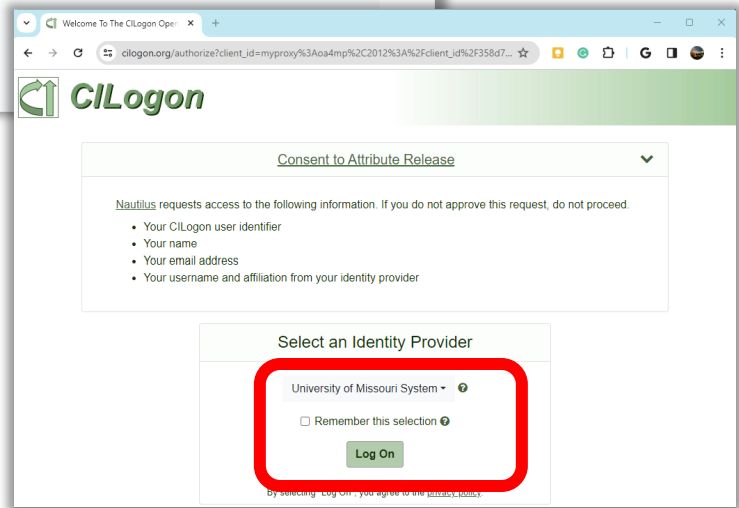 Welcome To The CILogon Open
cilogon.org/authorize?client_id=myproxy%3Aoa4mp%2C2012%3A%2Fclient_id%2F358d7...
G
CILogon
Consent to Attribute Release
Nautilus requests access to the following information. If you do not approve this request, do not proceed.
• Your CILogon user identifier
• Your name
• Your email address
• Your username and affiliation from your identity provider
Select an Identity Provider
University of Missouri System
Remember this selection
Log On
By selecting "Log On", you agree to the privacy policy.